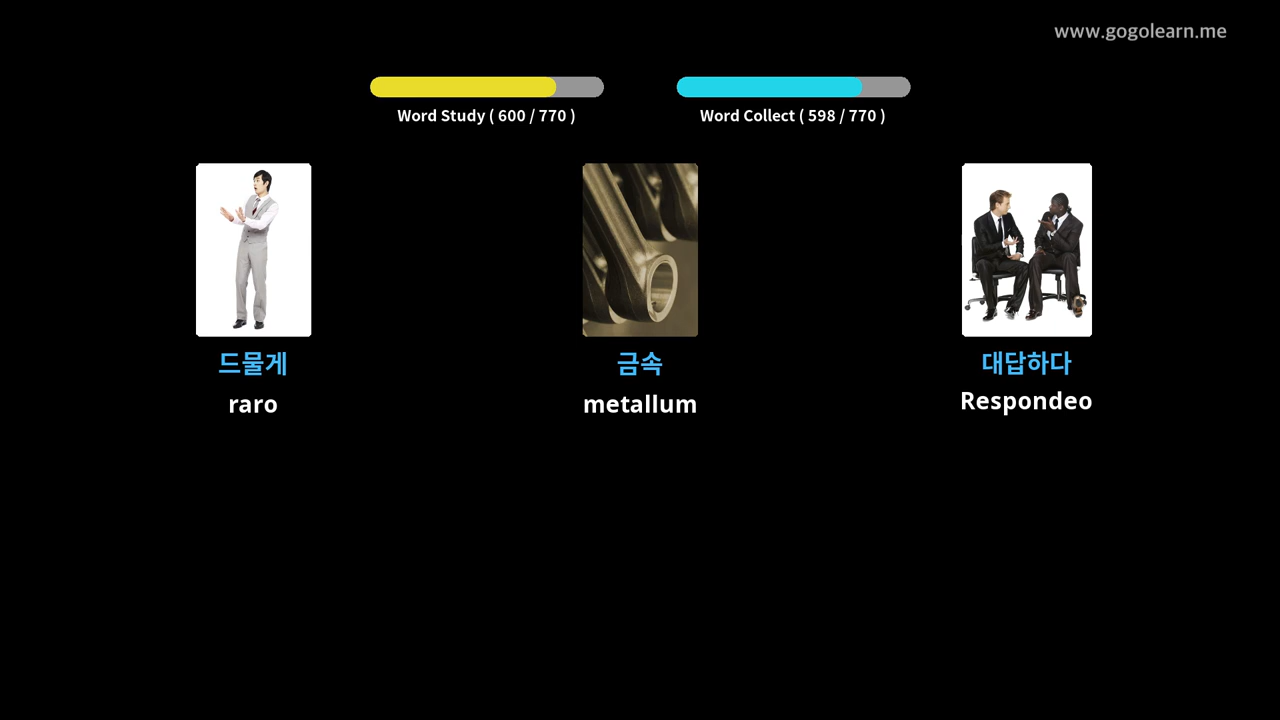 www.gogolearn.me
Word Study ( 600 / 770 )
Word Collect ( 598 / 770 )
드물게
금속
대답하다
raro
metallum
Respondeo